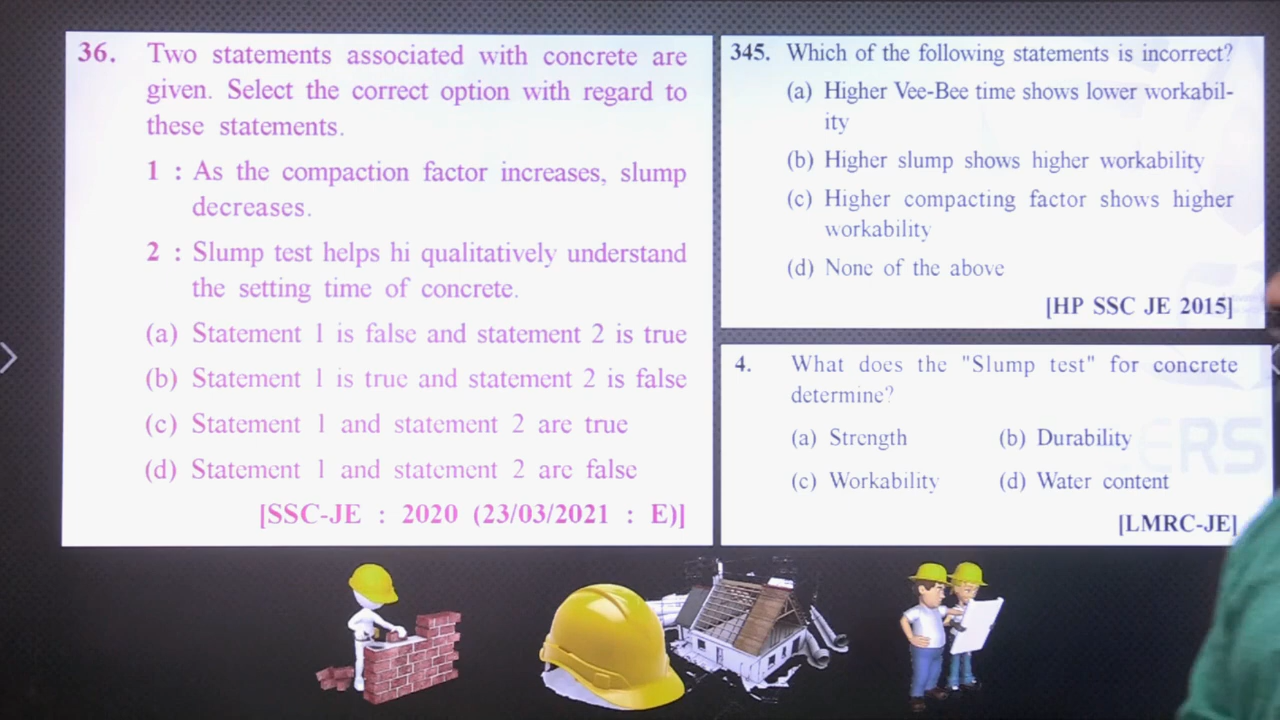 36. Two statements associated with concrete are
given. Select the correct option with regard to
these statements.
1 : As the compaction factor increases, slump
decreases.
2 : Slump test helps hi qualitatively understand
the setting time of concrete.
(a) Statement 1 is false and statement 2 is true
(b) Statement 1 is true and statement 2 is false
(c) Statement 1 and statement 2 are true
(d) Statement 1 and statement 2 are false
[SSC-JE : 2020 (23/03/2021 : E)]
345. Which of the following statements is incorrect?
(a) Higher Vee-Bee time shows lower workabil-
ity
(b) Higher slump shows higher workability
(c) Higher compacting factor shows higher
workability
(d) None of the above
[HP SSC JE 2015]
4. What does the "Slump test" for concrete
determine?
(a) Strength (b) Durability
(c) Workability (d) Water content
[LMRC-JE]
ERS